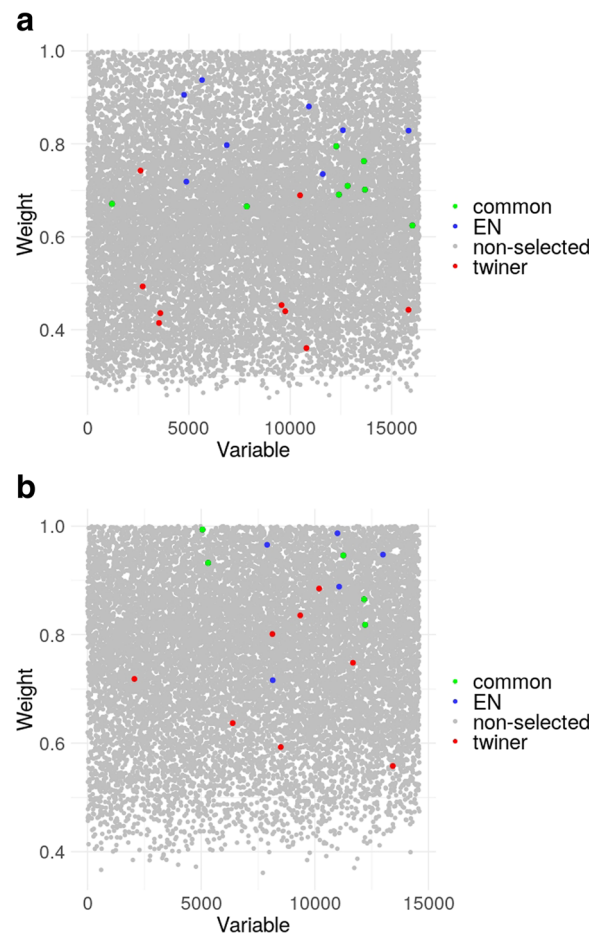 a
1.0
0.8
0.6
0.4
Weight
0 5000 10000 15000
Variable
common
EN
non-selected
twiner
b
1.0
0.8
0.6
0.4
Weight
0 5000 10000 15000
Variable
common
EN
non-selected
twiner